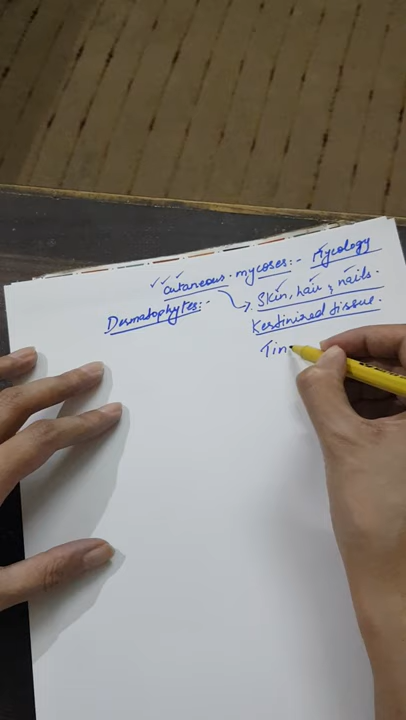 Mycology
cutaneous. mycoses:-
Skin, hair, nails.
Dermatophytes:-
Keratinized tissue.
Tin